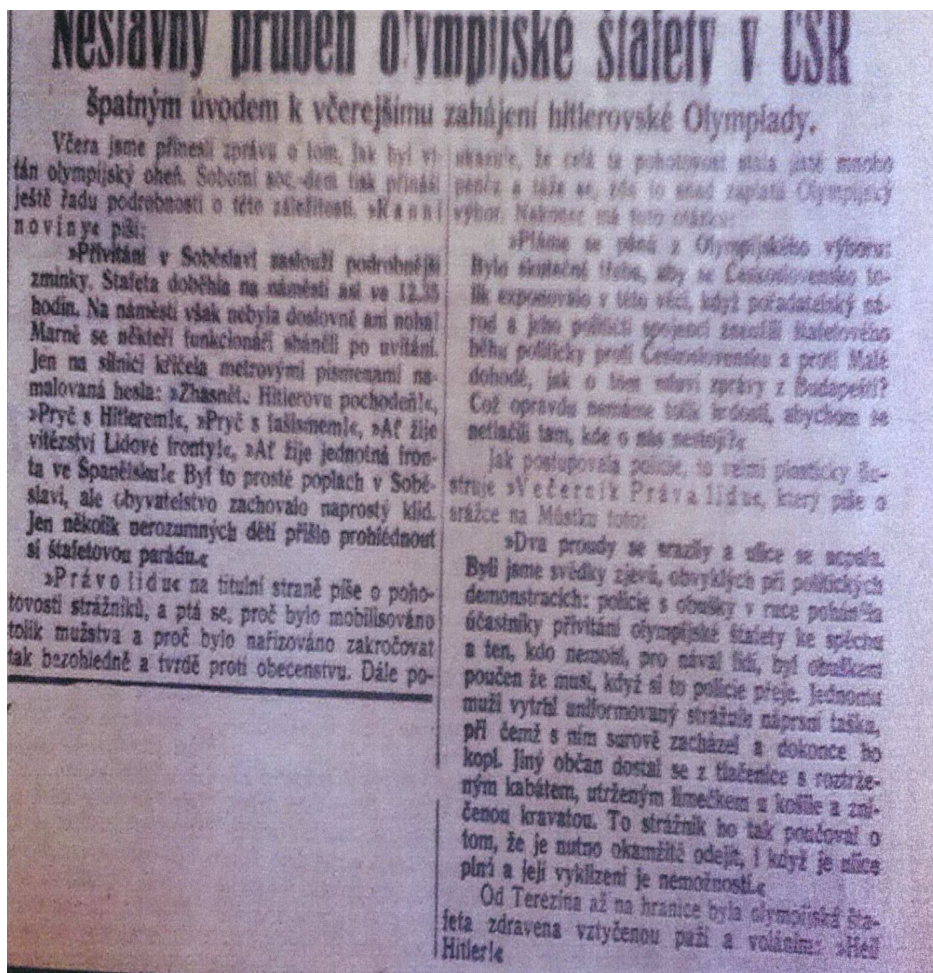 Neslavný průběh olympijské štafety v ČSR
špatným úvodem k včerejšímu zahájení hitlerovské Olympiady.
Včera jsme přinesli zprávu o tom, jak byl ví-
tán olympijský oheň. Sobotní soc.-dem tisk přináší
ještě řadu podrobností o této záležitosti. »Ranní
noviny« píší:
»Přivítání v Soběslavi zaslouží podrobnější
zmínky. Štafeta doběhla na náměstí asi ve 12.35
hodin. Na náměstí však nebyla doslovně ani noha!
Marně se někteří funkcionáři sháněli po uvítání.
Jen na silnici křičela metrovými písmenami na-
malovaná hesla: »Zhasněte Hitlerovu pochodeň!«,
»Pryč s Hitlerem!«, »Pryč s fašismem!«, »Ať žije
vítězství Lidové fronty!«, »Ať žije jednotná fron-
ta ve Španělsku!« Byl to prostě poplach v Sobě-
slavi, ale obyvatelstvo zachovalo naprostý klid.
Jen několik nerozumných dětí přišlo prohlédnout
si štafetovou parádu.«
»Právo lidu« na titulní straně píše o poho-
tovosti strážníků, a ptá se, proč bylo mobilisováno
tolik mužstva a proč bylo nařizováno zakročovat
tak bezohledně a tvrdě proti obecenstvu. Dále po-
ukazuje, že celá ta pohotovost stála jistě mnoho
peněz a táže se, zda to snad zaplatí Olympijský
výbor. Nakonec má tuto otázku:
»Ptáme se pánů z Olympijského výboru:
Bylo skutečně třeba, aby se Československo to-
lik exponovalo v této věci, když pořadatelský ná-
rod a jeho političtí spojenci zneužili štafetového
běhu politicky proti Československu a proti Malé
dohodě, jak o tom mluví zprávy z Budapešti?
Což opravdu nemáme tolik hrdosti, abychom se
netlačili tam, kde o nás nestojí?«
Jak postupovala policie, to velmi plasticky ilu-
struje »Večerník Práva lidu«, který píše o
srážce na Můstku toto:
»Dva proudy se srazily a ulice se ucpala.
Byli jsme svědky zjevů, obvyklých při politických
demonstracích: policie s obušky v ruce poháněla
účastníky přivítání olympijské štafety ke spěchu
a ten, kdo nemohl, pro nával lidí, byl obuškem
poučen že musí, když si to policie přeje. Jednomu
muži vytrhl uniformovaný strážník náprsní tašku,
při čemž s ním surově zacházel a dokonce ho
kopl. Jiný občan dostal se z tlačenice s roztrže-
ným kabátem, utrženým límečkem u košile a zni-
čenou kravatou. To strážník ho tak poučoval o
tom, že je nutno okamžitě odejít, i když je ulice
plná a její vyklizení je nemožností.«
Od Terezína až na hranice byla olympijská šta-
feta zdravena vztyčenou paží a voláním: »Heil
Hitler!«